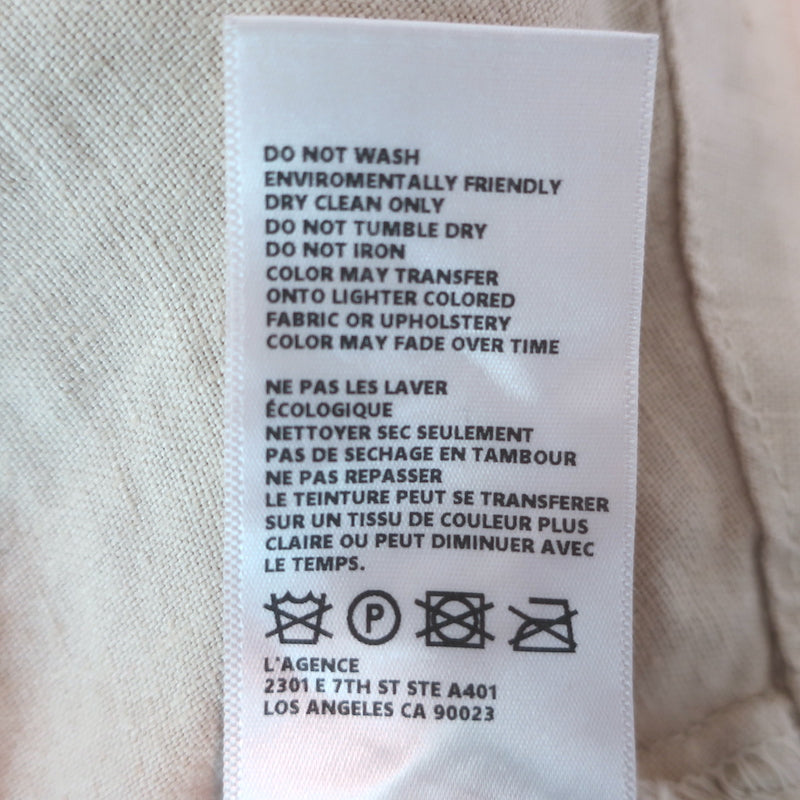 DO NOT WASH
ENVIROMENTALLY FRIENDLY
DRY CLEAN ONLY
DO NOT TUMBLE DRY
DO NOT IRON
COLOR MAY TRANSFER
ONTO LIGHTER COLORED
FABRIC OR UPHOLSTERY
COLOR MAY FADE OVER TIME
NE PAS LES LAVER
ÉCOLOGIQUE
NETTOYER SEC SEULEMENT
PAS DE SECHAGE EN TAMBOUR
NE PAS REPASSER
LE TEINTURE PEUT SE TRANSFERER
SUR UN TISSU DE COULEUR PLUS
CLAIRE OU PEUT DIMINUER AVEC
LE TEMPS.
P
L'AGENCE
2301 E 7TH ST STE A401
LOS ANGELES CA 90023